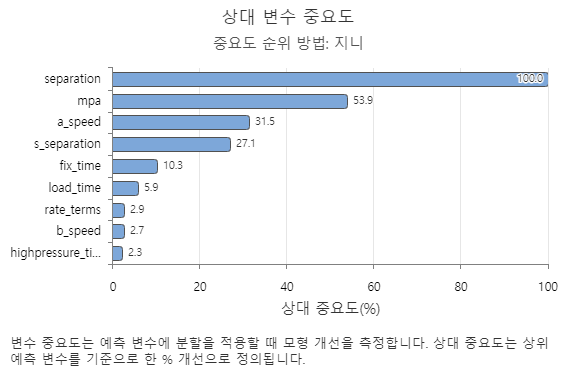 상대 변수 중요도
중요도 순위 방법: 지니
separation 100.0
mpa 53.9
a_speed 31.5
s_separation 27.1
fix_time 10.3
load_time 5.9
rate_terms 2.9
b_speed 2.7
highpressure_ti... 2.3
0 20 40 60 80 100
상대 중요도(%)
변수 중요도는 예측 변수에 분할을 적용할 때 모형 개선을 측정합니다. 상대 중요도는 상위
예측 변수를 기준으로 한 % 개선으로 정의됩니다.